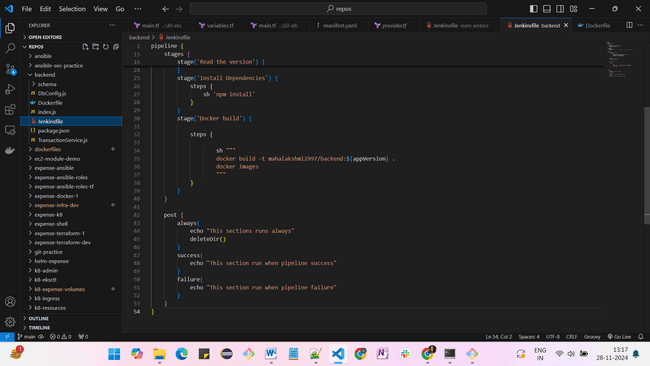 File Edit Selection View Go ... repos
EXPLORER ...
main.tf variables.tf main.tf manifest.yaml provider.tf Jenkinsfile team-jenkins Jenkinsfile backend Dockerfile
backend > Jenkinsfile
OPEN EDITORS
REPOS
ansible
ansible-sec-practice
backend
schema
DbConfig.js
Dockerfile
index.js
Jenkinsfile
package.json
TransactionService.js
dockerfiles
ec2-module-demo
expense-ansible
expense-ansible-roles
expense-ansible-roles-tf
expense-docker-1
expense-infra-dev
expense-k8
expense-shell
expense-terraform-1
expense-terraform-dev
git-practice
helm-expense
k8-admin
k8-eksctl
k8-expense-volumes
k8-ingress
k8-resources
OUTLINE
TIMELINE
1 pipeline {
15 stages {
16 stage('Read the version') {
24 }
25 stage('Install Dependencies') {
26 steps {
27 sh 'npm install'
28 }
29 }
30 stage('Docker build') {
31
32 steps {
33
34 sh """
35 docker build -t mahalakshmi2997/backend:${appVersion} .
36 docker images
37 """
38 }
39 }
40 }
41
42 post {
43 always{
44 echo "This sections runs always"
45 deleteDir()
46 }
47 success{
48 echo "This section run when pipeline success"
49 }
50 failure{
51 echo "This section run when pipeline failure"
52 }
53 }
54 }
main 0 0 0 Ln 54, Col 2 Spaces: 4 UTF-8 CRLF Groovy Go Live
ENG
IN
13:17
28-11-2024